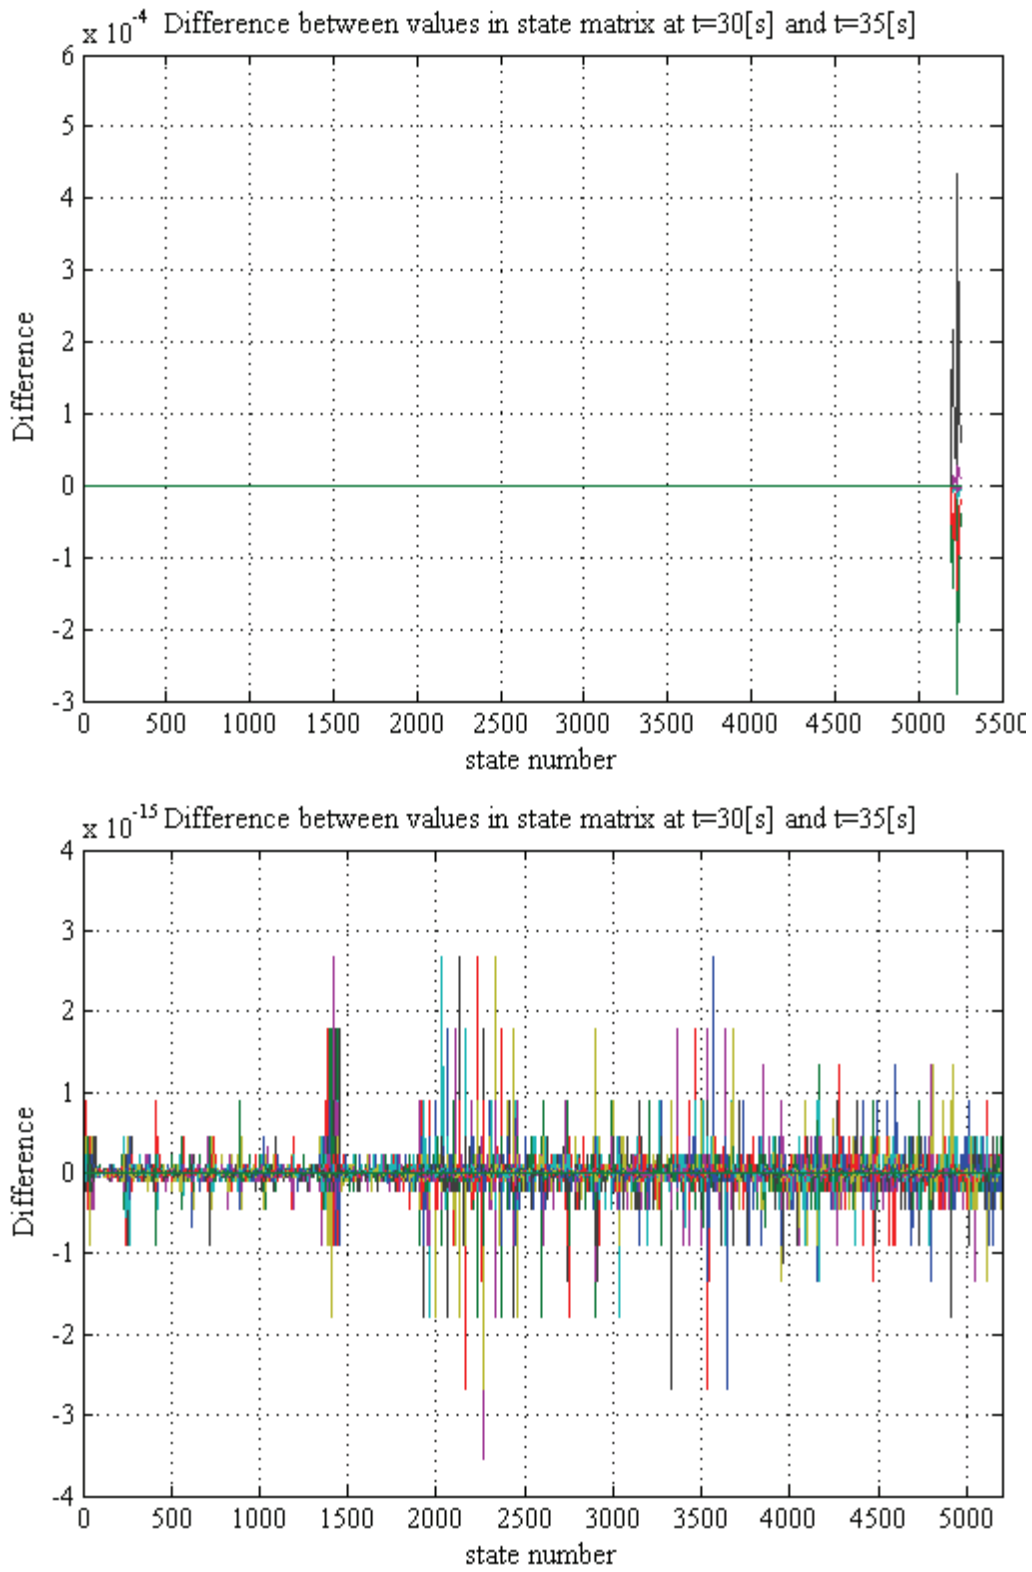 x 10^-4 Difference between values in state matrix at t=30[s] and t=35[s]
6
5
4
3
2
1
0
-1
-2
-3
Difference
0 500 1000 1500 2000 2500 3000 3500 4000 4500 5000 5500
state number
x 10^-15 Difference between values in state matrix at t=30[s] and t=35[s]
4
3
2
1
0
-1
-2
-3
-4
Difference
0 500 1000 1500 2000 2500 3000 3500 4000 4500 5000
state number